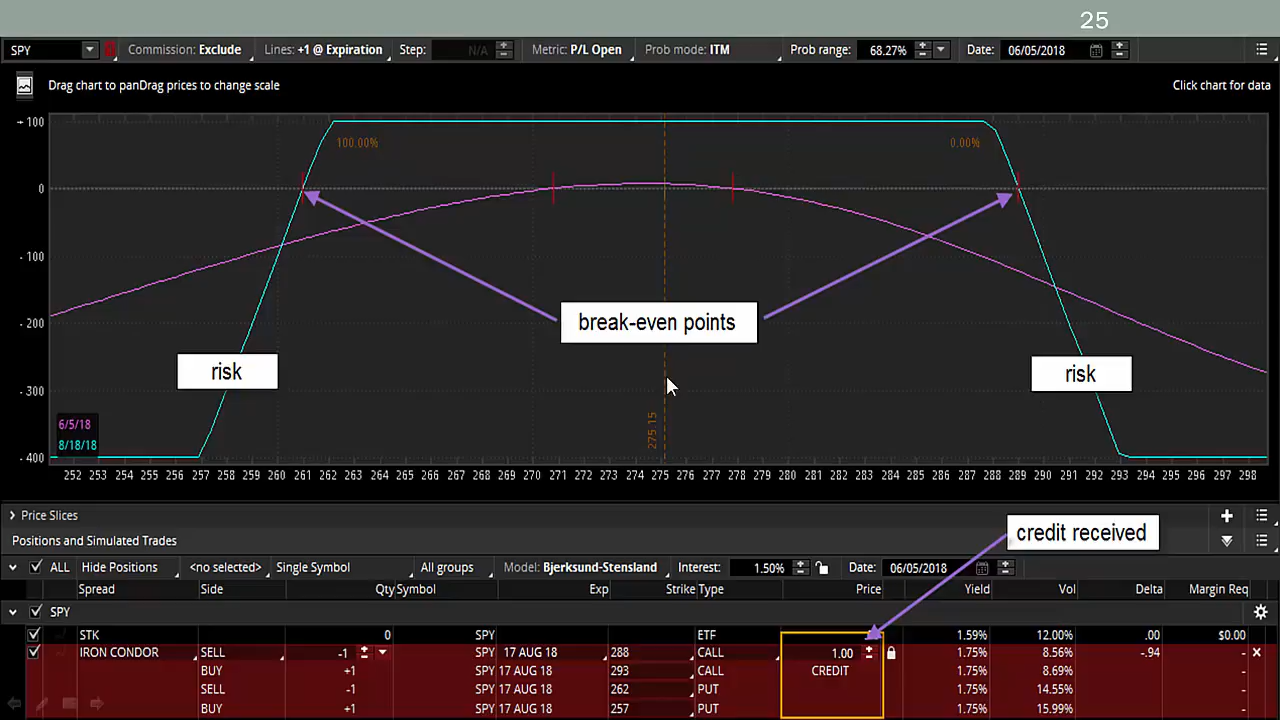 25
SPY Commission: Exclude Lines: +1 @ Expiration Step: N/A Metric: P/L Open Prob mode: ITM Prob range: 68.27% Date: 06/05/2018
Drag chart to panDrag prices to change scale Click chart for data
+100
100.00% 0.00%
0
-100
-200
break-even points
-300
risk risk
275.15
6/5/18
8/18/18
-400
252 253 254 255 256 257 258 259 260 261 262 263 264 265 266 267 268 269 270 271 272 273 274 275 276 277 278 279 280 281 282 283 284 285 286 287 288 289 290 291 292 293 294 295 296 297 298
> Price Slices
credit received
Positions and Simulated Trades
ALL Hide Positions <no selected> Single Symbol All groups Model: Bjerksund-Stensland Interest: 1.50% Date: 06/05/2018
Spread Side Qty Symbol Exp Strike Type Price Yield Vol Delta Margin Req
SPY
STK 0 SPY ETF 1.59% 12.00% .00 $0.00
IRON CONDOR SELL -1 SPY 17 AUG 18 288 CALL 1.00 1.75% 8.56% -.94 -
BUY +1 SPY 17 AUG 18 293 CALL CREDIT 1.75% 8.69% -
SELL -1 SPY 17 AUG 18 262 PUT 1.75% 14.55% -
BUY +1 SPY 17 AUG 18 257 PUT 1.75% 15.99% -